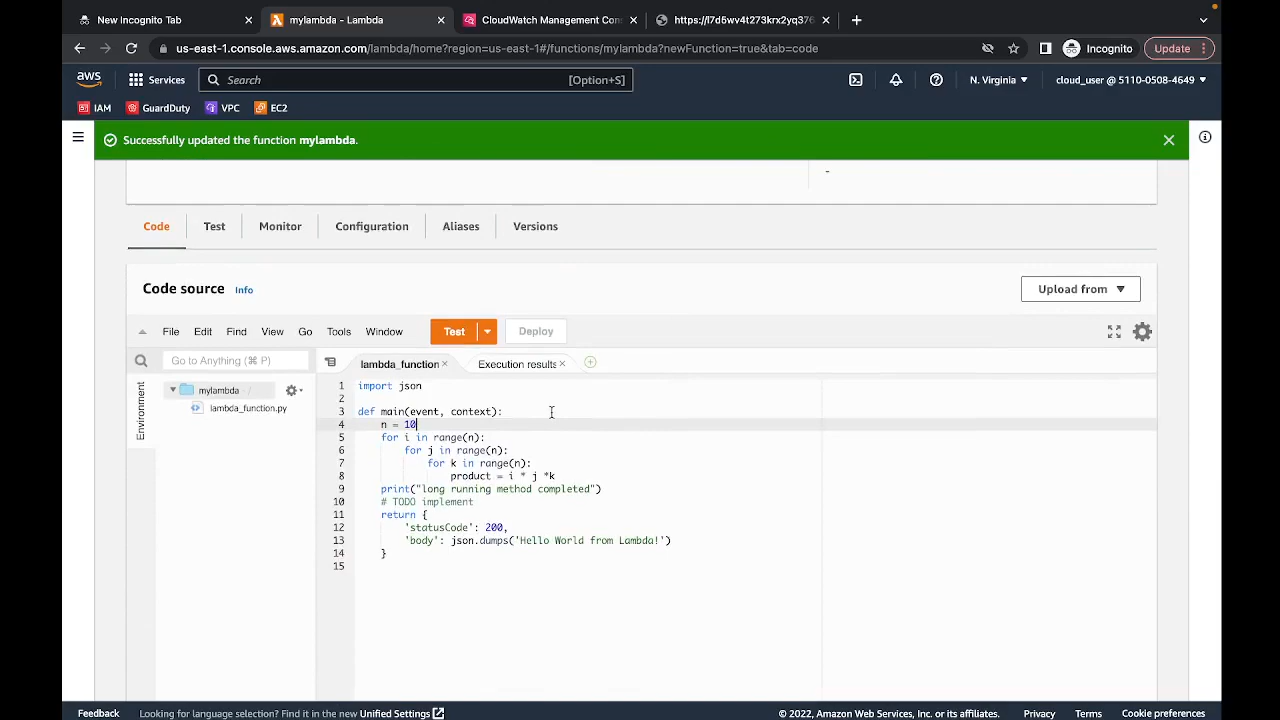 New Incognito Tab
mylambda - Lambda
CloudWatch Management Con
https://l7d5wv4t273krx2yq376
us-east-1.console.aws.amazon.com/lambda/home?region=us-east-1#/functions/mylambda?newFunction=true&tab=code
Incognito
Update
aws
Services
Search
[Option+S]
N. Virginia
cloud_user @ 5110-0508-4649
IAM
GuardDuty
VPC
EC2
Successfully updated the function mylambda.
-
Code
Test
Monitor
Configuration
Aliases
Versions
Code source
Info
Upload from
File
Edit
Find
View
Go
Tools
Window
Test
Deploy
Go to Anything (⌘ P)
lambda_function
Execution results
Environment
mylambda
/
lambda_function.py
1 import json
2
3 def main(event, context):
4     n = 10
5     for i in range(n):
6         for j in range(n):
7             for k in range(n):
8                 product = i * j *k
9     print("long running method completed")
10     # TODO implement
11     return {
12         'statusCode': 200,
13         'body': json.dumps('Hello World from Lambda!')
14     }
15
Feedback
Looking for language selection? Find it in the new Unified Settings
© 2022, Amazon Web Services, Inc. or its affiliates.
Privacy
Terms
Cookie preferences